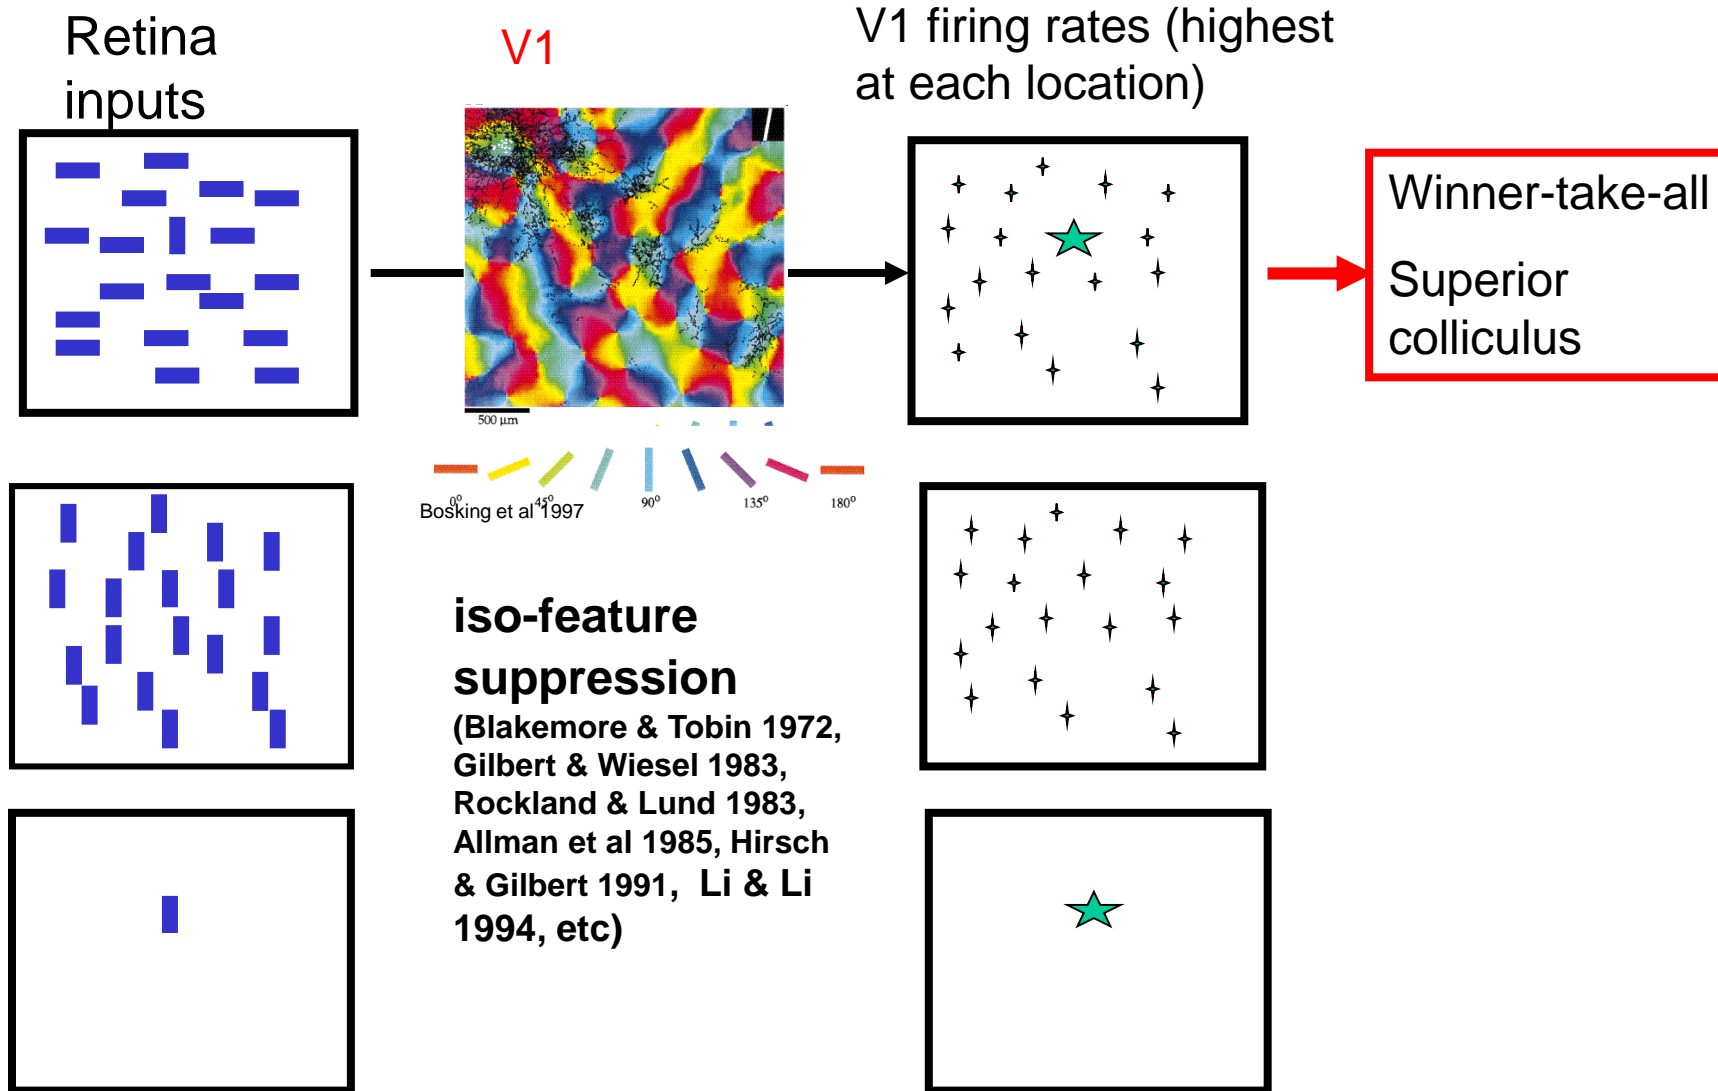 Retina
inputs
V1
V1 firing rates (highest
at each location)
Winner-take-all
Superior
colliculus
500 µm
0° 45° 90° 135° 180°
Bosking et al 1997
iso-feature
suppression
(Blakemore & Tobin 1972,
Gilbert & Wiesel 1983,
Rockland & Lund 1983,
Allman et al 1985, Hirsch
& Gilbert 1991, Li & Li
1994, etc)